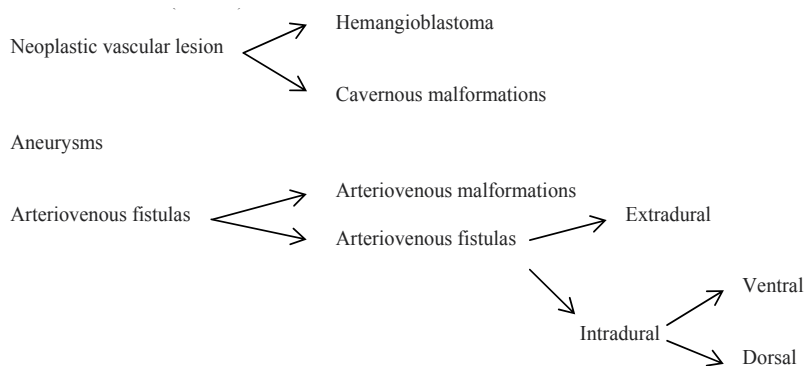 Hemangioblastoma
Neoplastic vascular lesion
Cavernous malformations
Aneurysms
Arteriovenous malformations
Arteriovenous fistulas
Extradural
Arteriovenous fistulas
Ventral
Intradural
Dorsal